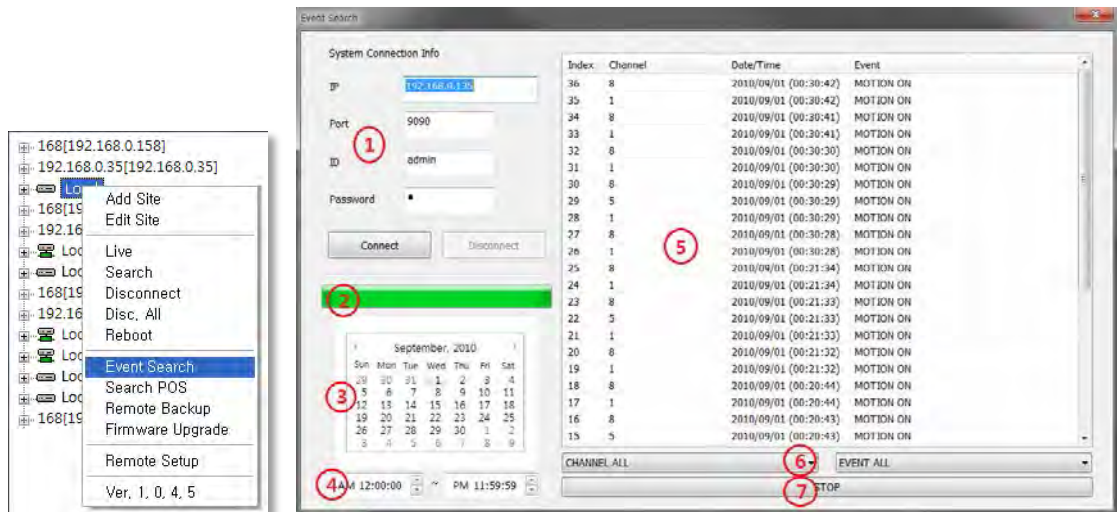 168[192.168.0.158]
192.168.0.35[192.168.0.35]
168[19
192.16
Loc
Loc
168[19
192.16
Loc
Loc
Loc
Loc
168[19
Add Site
Edit Site
Live
Search
Disconnect
Disc, All
Reboot
Event Search
Search POS
Remote Backup
Firmware Upgrade
Remote Setup
Ver, 1, 0, 4, 5
Event Search
System Connection Info
IP 192.168.0.135
Port 9090
1
ID admin
Password
Connect Disconnect
2
September, 2010
Sun Mon Tue Wed Thu Fri Sat
29 30 31 1 2 3 4
5 6 7 8 9 10 11
12 13 14 15 16 17 18
19 20 21 22 23 24 25
26 27 28 29 30 1 2
3 4 5 6 7 8 9
3
4
AM 12:00:00 ~ PM 11:59:59
Index Channel Date/Time Event
36 8 2010/09/01 (00:30:42) MOTION ON
35 1 2010/09/01 (00:30:42) MOTION ON
34 8 2010/09/01 (00:30:41) MOTION ON
33 1 2010/09/01 (00:30:41) MOTION ON
32 8 2010/09/01 (00:30:30) MOTION ON
31 1 2010/09/01 (00:30:30) MOTION ON
30 8 2010/09/01 (00:30:29) MOTION ON
29 5 2010/09/01 (00:30:29) MOTION ON
28 1 2010/09/01 (00:30:29) MOTION ON
27 8 2010/09/01 (00:30:28) MOTION ON
26 1 2010/09/01 (00:30:28) MOTION ON
25 8 2010/09/01 (00:21:34) MOTION ON
24 1 2010/09/01 (00:21:34) MOTION ON
23 8 2010/09/01 (00:21:33) MOTION ON
22 5 2010/09/01 (00:21:33) MOTION ON
21 1 2010/09/01 (00:21:33) MOTION ON
20 8 2010/09/01 (00:21:32) MOTION ON
19 1 2010/09/01 (00:21:32) MOTION ON
18 8 2010/09/01 (00:20:44) MOTION ON
17 1 2010/09/01 (00:20:44) MOTION ON
16 8 2010/09/01 (00:20:43) MOTION ON
15 5 2010/09/01 (00:20:43) MOTION ON
5
CHANNEL ALL 6 EVENT ALL
7 STOP